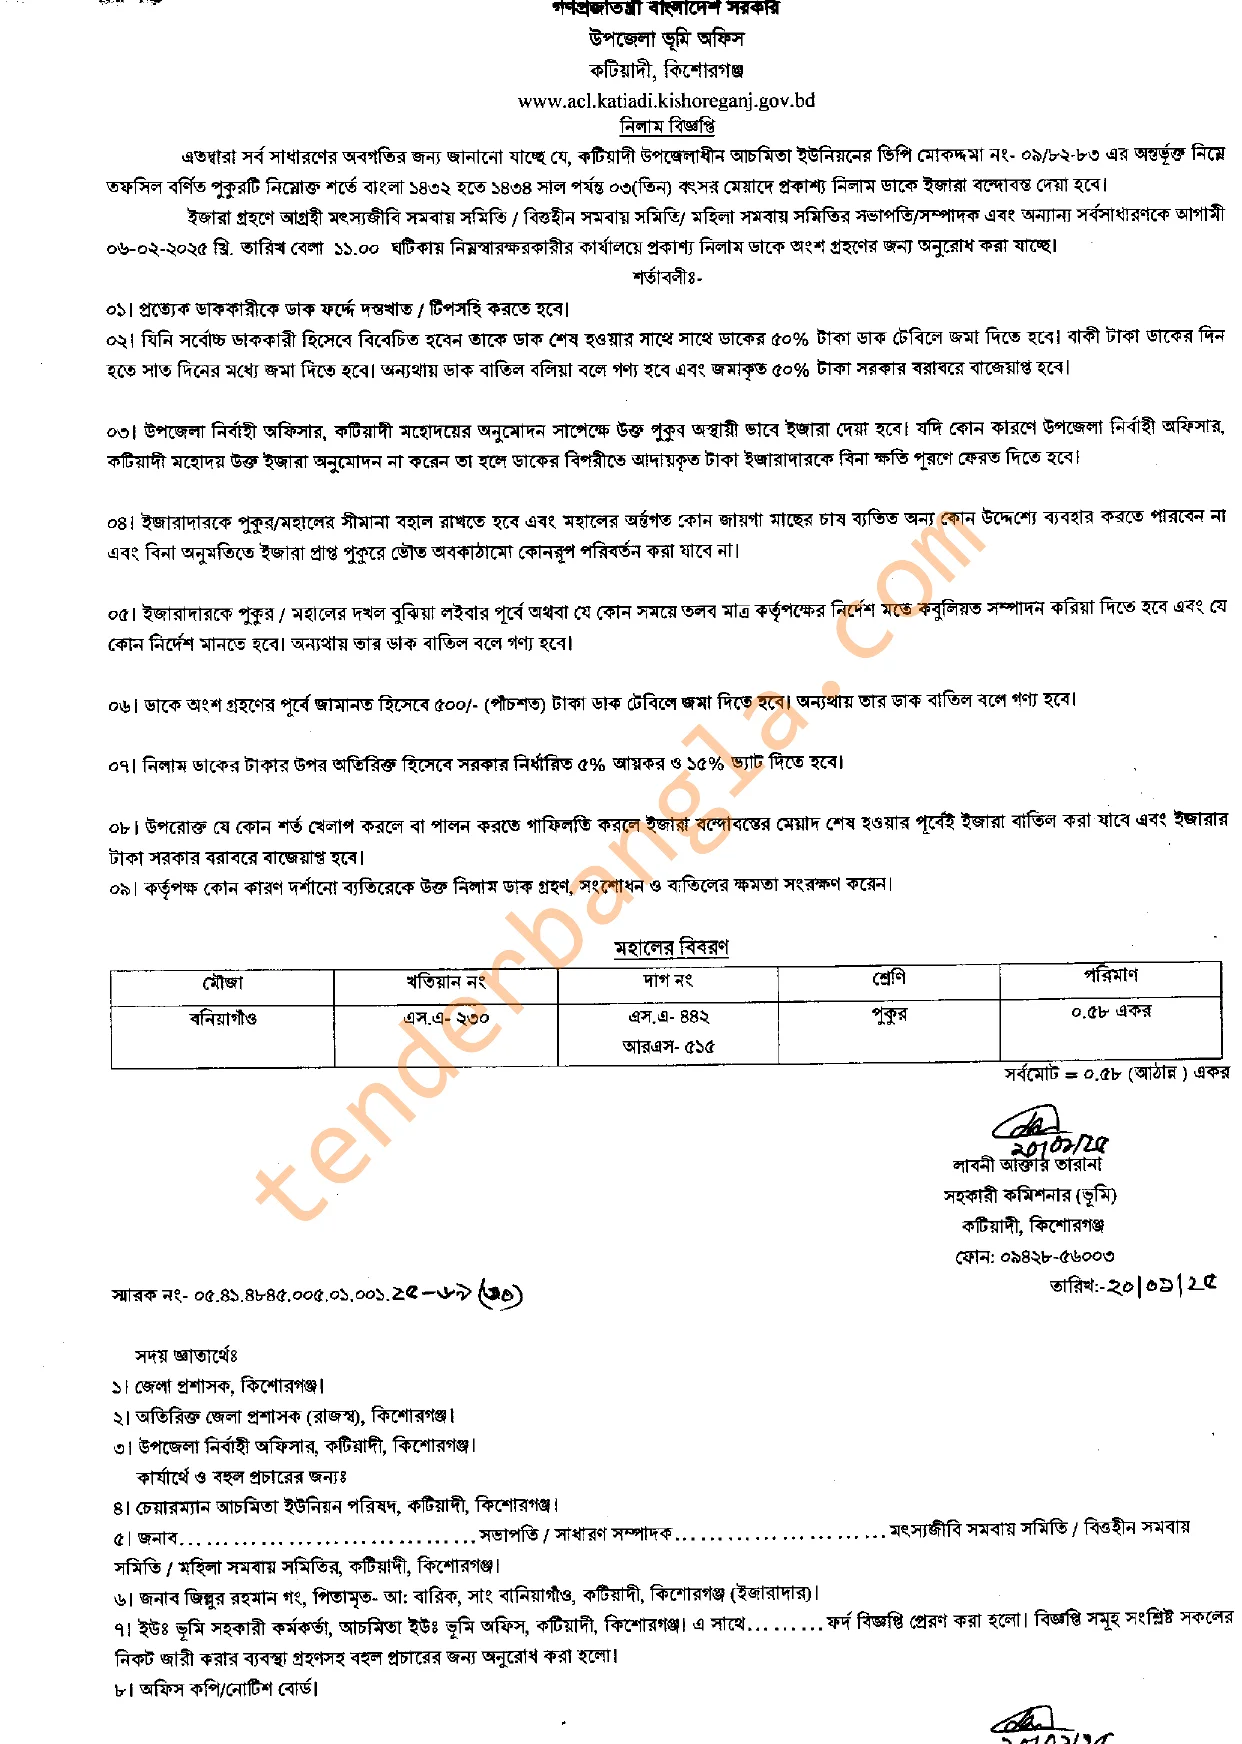 গণপ্রজাতন্ত্রী বাংলাদেশ সরকার
উপজেলা ভূমি অফিস
কটিয়াদী, কিশোরগঞ্জ
www.acl.katiadi.kishoreganj.gov.bd
নিলাম বিজ্ঞপ্তি
এতদ্বারা সর্ব সাধারণের অবগতির জন্য জানানো যাচ্ছে যে, কটিয়াদী উপজেলাধীন আচমিতা ইউনিয়নের ভিপি মোকদ্দমা নং- ০৯/৮২-৮৩ এর অর্ন্তভূক্ত নিম্নে
তফসিল বর্ণিত পুকুরটি নিম্নোক্ত শর্তে বাংলা ১৪৩২ হতে ১৪৩৪ সাল পর্যন্ত ০৩(তিন) বৎসর মেয়াদে প্রকাশ্য নিলাম ডাকে ইজারা বন্দোবস্ত দেয়া হবে।
ইজারা গ্রহণে আগ্রহী মৎস্যজীবি সমবায় সমিতি / বিত্তহীন সমবায় সমিতি/ মহিলা সমবায় সমিতির সভাপতি/সম্পাদক এবং অন্যান্য সর্বসাধারণকে আগামী
০৬-০২-২০২৫ খ্রি. তারিখ বেলা ১১.০০ ঘটিকায় নিম্নস্বারক্ষরকারীর কার্যালয়ে প্রকাশ্য নিলাম ডাকে অংশ গ্রহণের জন্য অনুরোধ করা যাচ্ছে।
শর্তাবলীঃ-
০১। প্রত্যেক ডাককারীকে ডাক ফর্দ্দে দস্তখাত / টিপসহি করতে হবে।
০২। যিনি সর্বোচ্চ ডাককারী হিসেবে বিবেচিত হবেন তাকে ডাক শেষ হওয়ার সাথে সাথে ডাকের ৫০% টাকা ডাক টেবিলে জমা দিতে হবে। বাকী টাকা ডাকের দিন
হতে সাত দিনের মধ্যে জমা দিতে হবে। অন্যথায় ডাক বাতিল বলিয়া বলে গণ্য হবে এবং জমাকৃত ৫০% টাকা সরকার বরাবরে বাজেয়াপ্ত হবে।
০৩। উপজেলা নির্বাহী অফিসার, কটিয়াদী মহোদয়ের অনুমোদন সাপেক্ষে উক্ত পুকুব অস্থায়ী ভাবে ইজারা দেয়া হবে। যদি কোন কারণে উপজেলা নির্বাহী অফিসার,
কটিয়াদী মহোদয় উক্ত ইজারা অনুমোদন না করেন তা হলে ডাকের বিপরীতে আদায়কৃত টাকা ইজারাদারকে বিনা ক্ষতি পূরণে ফেরত দিতে হবে।
০৪। ইজারাদারকে পুকুর/মহালের সীমানা বহাল রাখতে হবে এবং মহালের অর্ন্তগত কোন জায়গা মাছের চাষ ব্যতিত অন্য কোন উদ্দেশ্যে ব্যবহার করতে পারবেন না
এবং বিনা অনুমতিতে ইজারা প্রাপ্ত পুকুরে ভৌত অবকাঠামো কোনরূপ পরিবর্তন করা যাবে না।
০৫। ইজারাদারকে পুকুর / মহালের দখল বুঝিয়া লইবার পূর্বে অথবা যে কোন সময়ে তলব মাত্র কর্তৃপক্ষের নির্দেশ মতে কবুলিয়ত সম্পাদন করিয়া দিতে হবে এবং যে
কোন নির্দেশ মানতে হবে। অন্যথায় তার ডাক বাতিল বলে গণ্য হবে।
০৬। ডাকে অংশ গ্রহণের পূর্বে জামানত হিসেবে ৫০০/- (পাঁচশত) টাকা ডাক টেবিলে জমা দিতে হবে। অন্যথায় তার ডাক বাতিল বলে গণ্য হবে।
০৭। নিলাম ডাকের টাকার উপর অতিরিক্ত হিসেবে সরকার নির্ধারিত ৫% আয়কর ও ১৫% ভ্যাট দিতে হবে।
০৮। উপরোক্ত যে কোন শর্ত খেলাপ করলে বা পালন করতে গাফিলতি করলে ইজারা বন্দোবস্তের মেয়াদ শেষ হওয়ার পূর্বেই ইজারা বাতিল করা যাবে এবং ইজারার
টাকা সরকার বরাবরে বাজেয়াপ্ত হবে।
০৯। কর্তৃপক্ষ কোন কারণ দর্শানো ব্যতিরেকে উক্ত নিলাম ডাক গ্রহণ, সংশোধন ও বাতিলের ক্ষমতা সংরক্ষণ করেন।
tenderbangla.com
মহালের বিবরণ
মৌজা খতিয়ান নং দাগ নং শ্রেণি পরিমাণ
বনিয়াগাঁও এস.এ- ২৩০ এস.এ- ৪৪২ পুকুর ০.৫৮ একর
আরএস- ৫১৫
সর্বমোট = ০.৫৮ (আঠান্ন ) একর
লাবনী আক্তার তারানা
সহকারী কমিশনার (ভূমি)
কটিয়াদী, কিশোরগঞ্জ
ফোন: ০৯৪২৮-৫৬০০৩
স্মারক নং- ০৫.৪১.৪৮৪৫.০০৫.০১.০০১.২৫-৬৯ তারিখ:-২০/০১/২৫
সদয় জ্ঞাতার্থেঃ
১। জেলা প্রশাসক, কিশোরগঞ্জ।
২। অতিরিক্ত জেলা প্রশাসক (রাজস্ব), কিশোরগঞ্জ।
৩। উপজেলা নির্বাহী অফিসার, কটিয়াদী, কিশোরগঞ্জ।
কার্যার্থে ও বহুল প্রচারের জন্যঃ
৪। চেয়ারম্যান আচমিতা ইউনিয়ন পরিষদ, কটিয়াদী, কিশোরগঞ্জ।
৫। জনাব................................সভাপতি / সাধারণ সম্পাদক..............................মৎস্যজীবি সমবায় সমিতি / বিত্তহীন সমবায়
সমিতি / মহিলা সমবায় সমিতির, কটিয়াদী, কিশোরগঞ্জ।
৬। জনাব জিল্লুর রহমান গং, পিতামৃত- আ: বারিক, সাং বানিয়াগাঁও, কটিয়াদী, কিশোরগঞ্জ (ইজারাদার)।
৭। ইউঃ ভূমি সহকারী কর্মকর্তা, আচমিতা ইউঃ ভূমি অফিস, কটিয়াদী, কিশোরগঞ্জ। এ সাথে.........ফর্দ বিজ্ঞপ্তি প্রেরণ করা হলো। বিজ্ঞপ্তি সমূহ সংশ্লিষ্ট সকলের
নিকট জারী করার ব্যবস্থা গ্রহণসহ বহুল প্রচারের জন্য অনুরোধ করা হলো।
৮। অফিস কপি/নোটিশ বোর্ড।